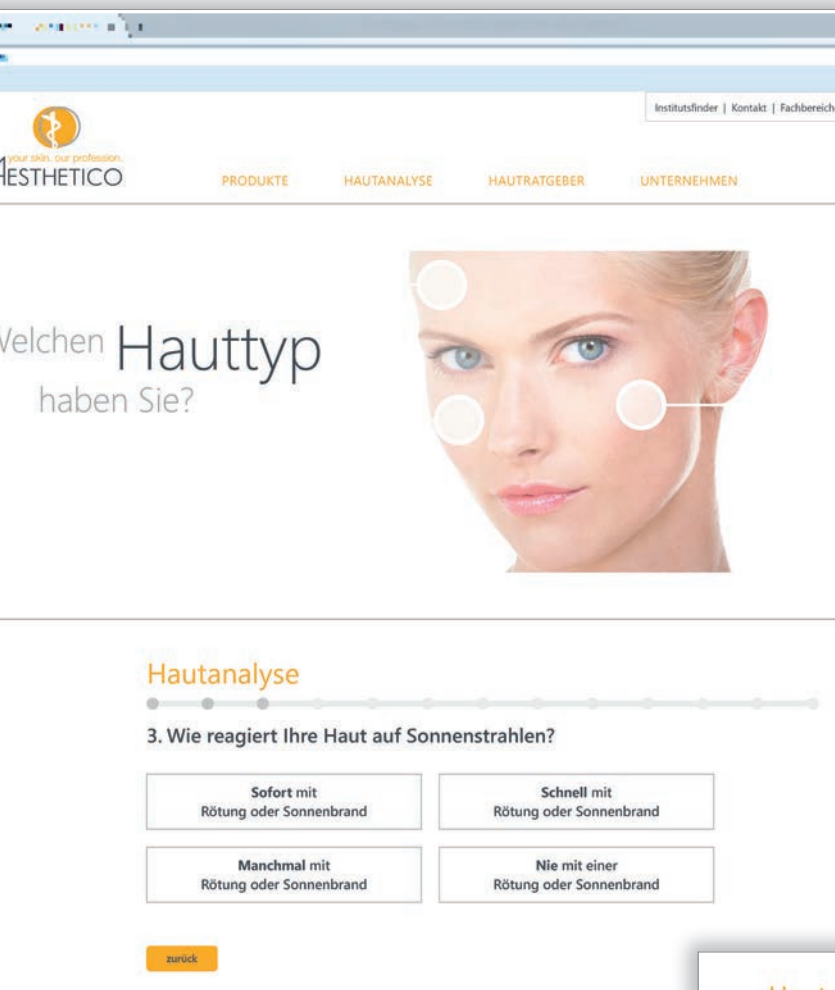 Institutsfinder | Kontakt | Fachbereich
your skin. our profession.
AESTHETICO
PRODUKTE HAUTANALYSE HAUTRATGEBER UNTERNEHMEN
Welchen Hauttyp
haben Sie?
Hautanalyse
3. Wie reagiert Ihre Haut auf Sonnenstrahlen?
Sofort mit
Rötung oder Sonnenbrand
Schnell mit
Rötung oder Sonnenbrand
Manchmal mit
Rötung oder Sonnenbrand
Nie mit einer
Rötung oder Sonnenbrand
zurück